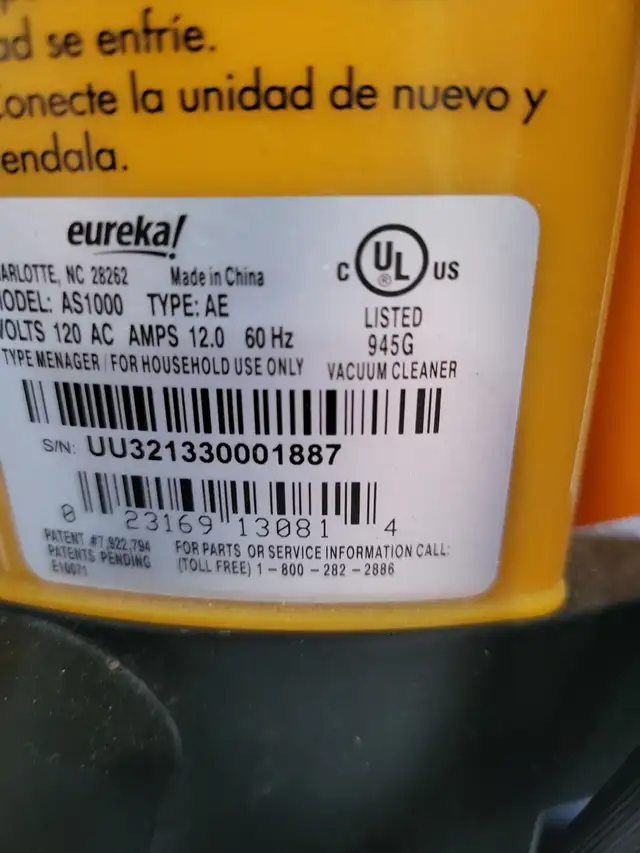 ad se enfríe.
Conecte la unidad de nuevo y
endala.
eureka!
ARLOTTE, NC 28262 Made in China
MODEL: AS1000 TYPE: AE
VOLTS 120 AC AMPS 12.0 60 Hz
TYPE MENAGER / FOR HOUSEHOLD USE ONLY
C UL ® US
LISTED
945G
VACUUM CLEANER
S/N: UU321330001887
0 23169 13081 4
PATENT #7,922,794
PATENTS PENDING
E10071
FOR PARTS OR SERVICE INFORMATION CALL:
(TOLL FREE) 1-800-282-2886